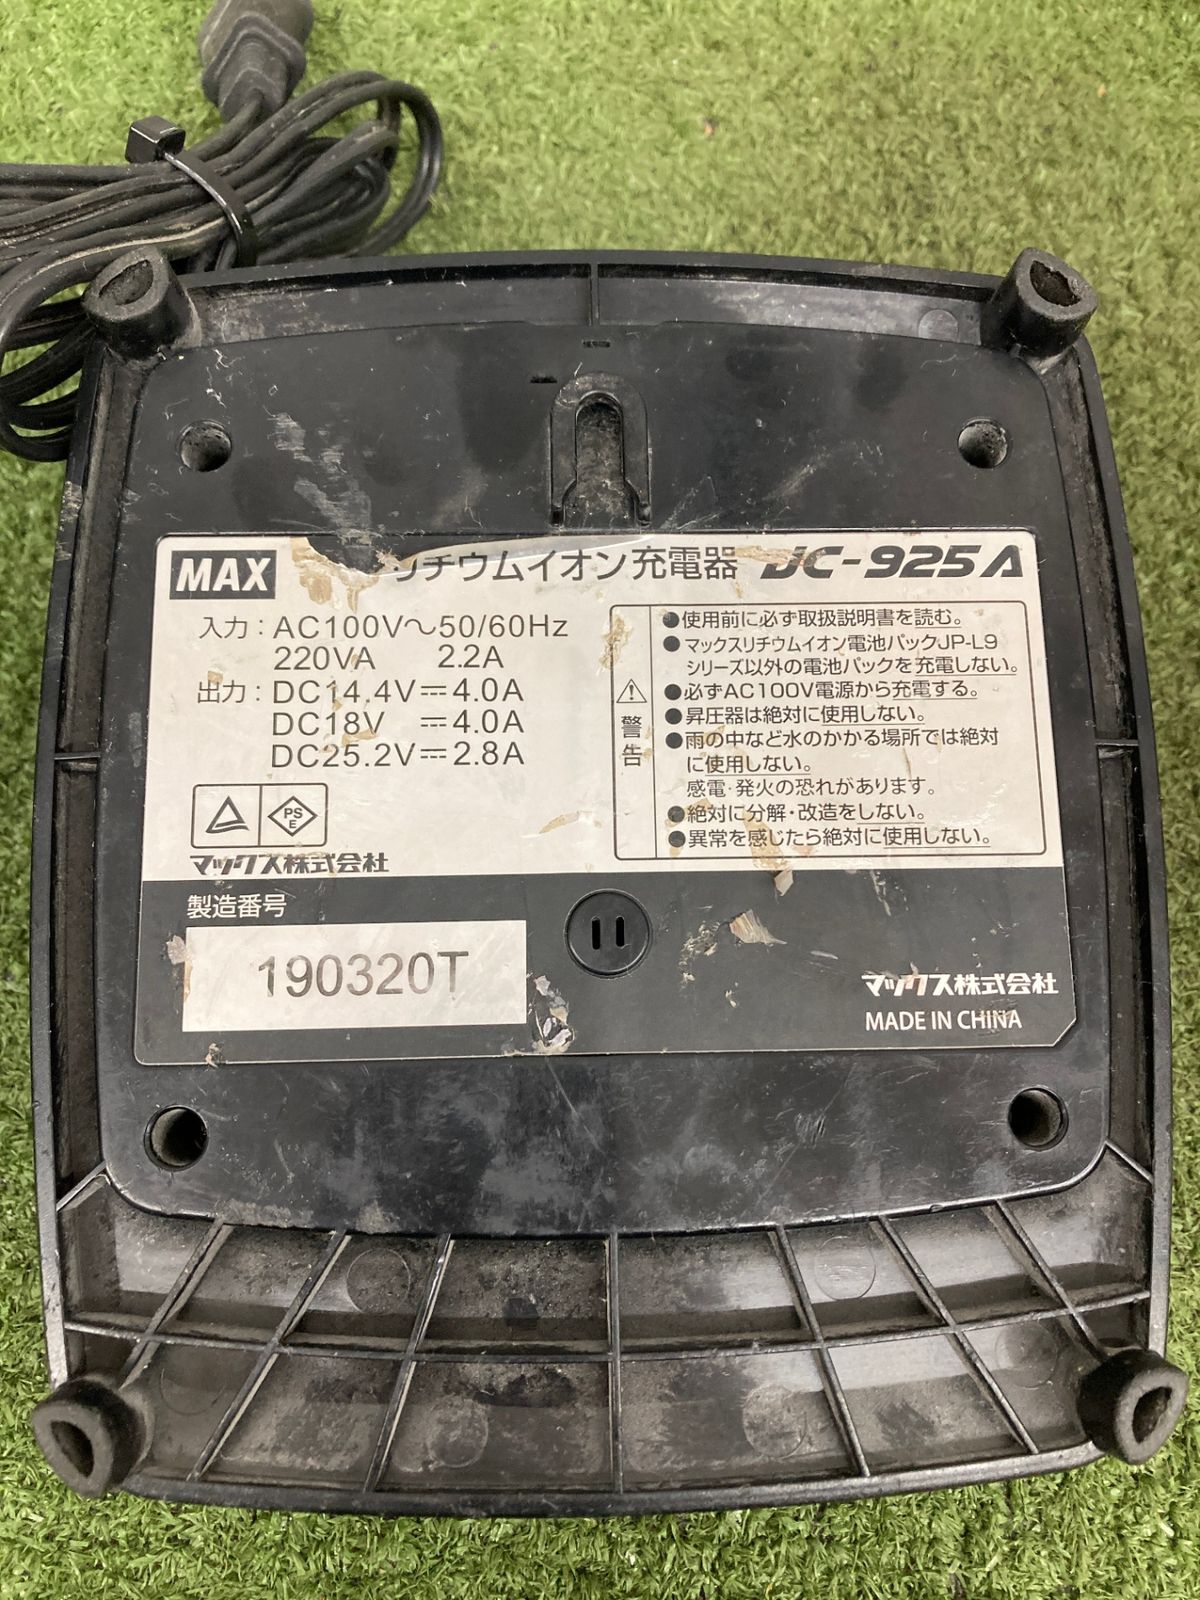 MAX リチウムイオン充電器 JC-925A
入力：AC100V～50/60Hz
220VA 2.2A
出力：DC14.4V⎓4.0A
DC18V ⎓4.0A
DC25.2V⎓2.8A
PS
E
マックス株式会社
警告
●使用前に必ず取扱説明書を読む。
●マックスリチウムイオン電池パックJP-L9
シリーズ以外の電池パックを充電しない。
●必ずAC100V電源から充電する。
●昇圧器は絶対に使用しない。
●雨の中など水のかかる場所では絶対
に使用しない。
感電・発火の恐れがあります。
●絶対に分解・改造をしない。
●異常を感じたら絶対に使用しない。
製造番号
190320T
マックス株式会社
MADE IN CHINA